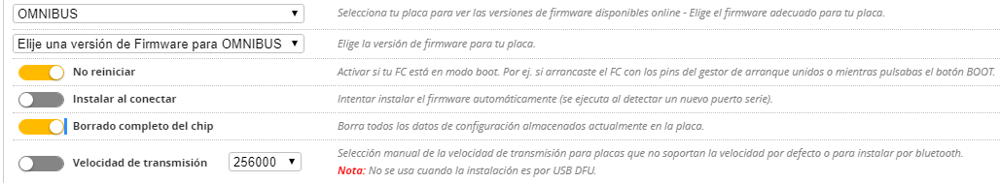 OMNIBUS Selecciona tu placa para ver las versiones de firmware disponibles online - Elige el firmware adecuado para tu placa.
Elije una versión de Firmware para OMNIBUS Elige la versión de firmware para tu placa.
No reiniciar Activar si tu FC está en modo boot. Por ej. si arrancaste el FC con los pins del gestor de arranque unidos o mientras pulsabas el botón BOOT.
Instalar al conectar Intentar instalar el firmware automáticamente (se ejecuta al detectar un nuevo puerto serie).
Borrado completo del chip Borra todos los datos de configuración almacenados actualmente en la placa.
Velocidad de transmisión 256000 Selección manual de la velocidad de transmisión para placas que no soportan la velocidad por defecto o para instalar por bluetooth.
Nota: No se usa cuando la instalación es por USB DFU.